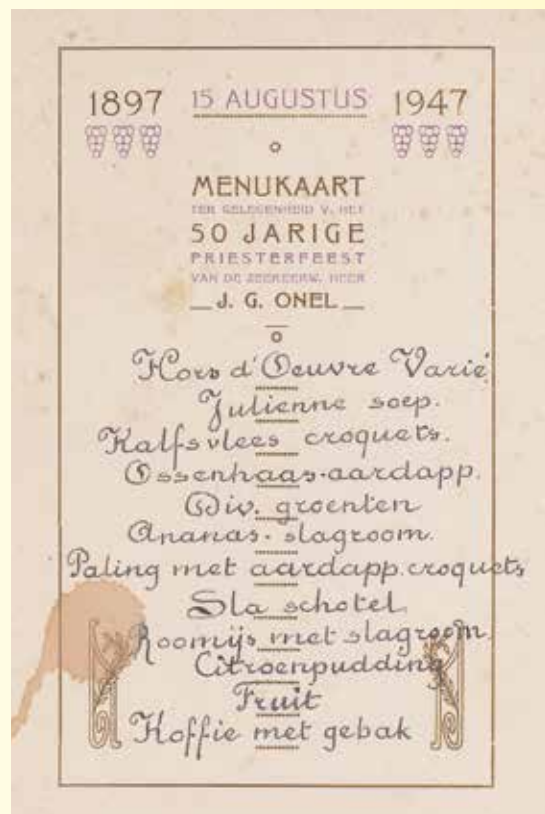 1897 15 AUGUSTUS 1947
MENUKAART
TER GELEGENHEID V. HET
50 JARIGE
PRIESTERFEEST
VAN DE ZEEREERW. HEER
J. G. ONEL
Hors d'Oeuvre Varié
Julienne soep.
Kalfsvlees croquets.
Ossenhaas-aardapp.
Div. groenten
Ananas-slagroom.
Paling met aardapp. croquets
Sla schotel
Roomijs met slagroom.
Citroenpudding
Fruit
Koffie met gebak